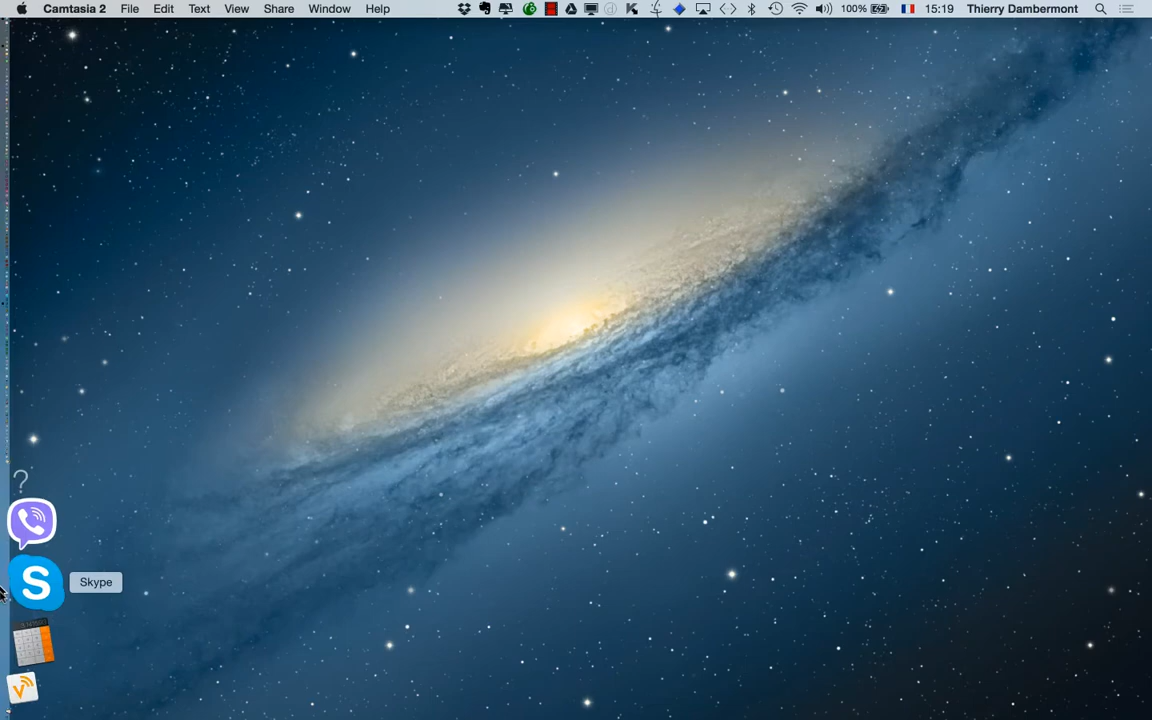 Camtasia 2 File Edit Text View Share Window Help 100% 15:19 Thierry Dambermont
?
S Skype